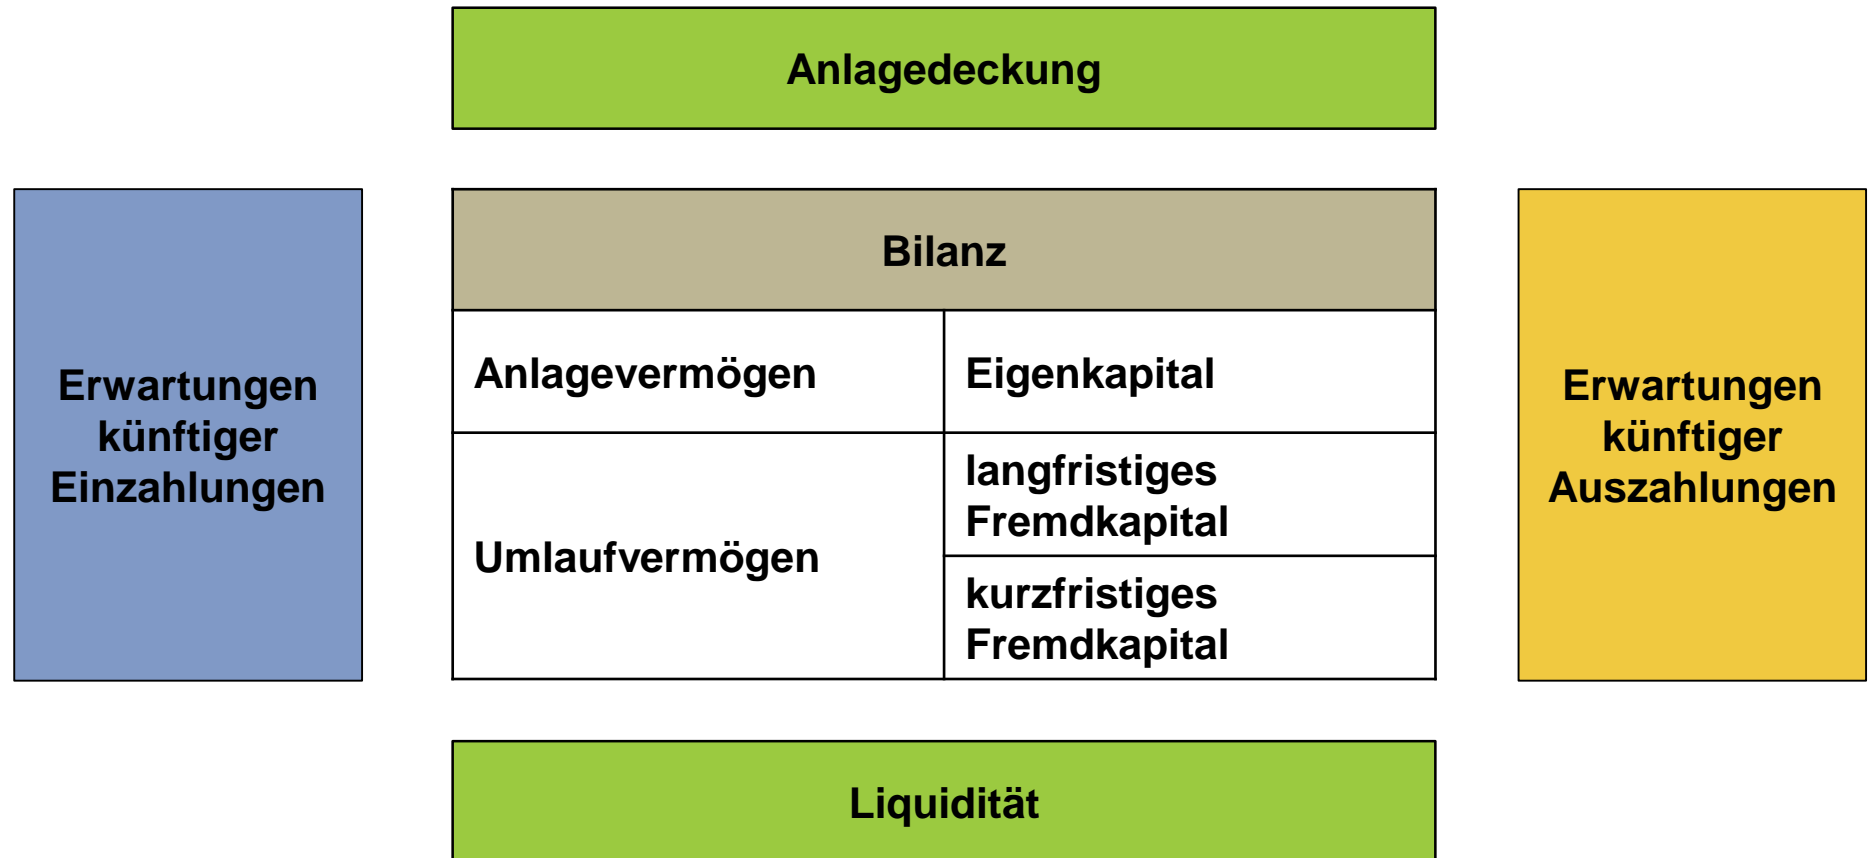 Anlagedeckung
Erwartungen
künftiger
Einzahlungen
Bilanz
Anlagevermögen
Eigenkapital
Umlaufvermögen
langfristiges
Fremdkapital
kurzfristiges
Fremdkapital
Erwartungen
künftiger
Auszahlungen
Liquidität